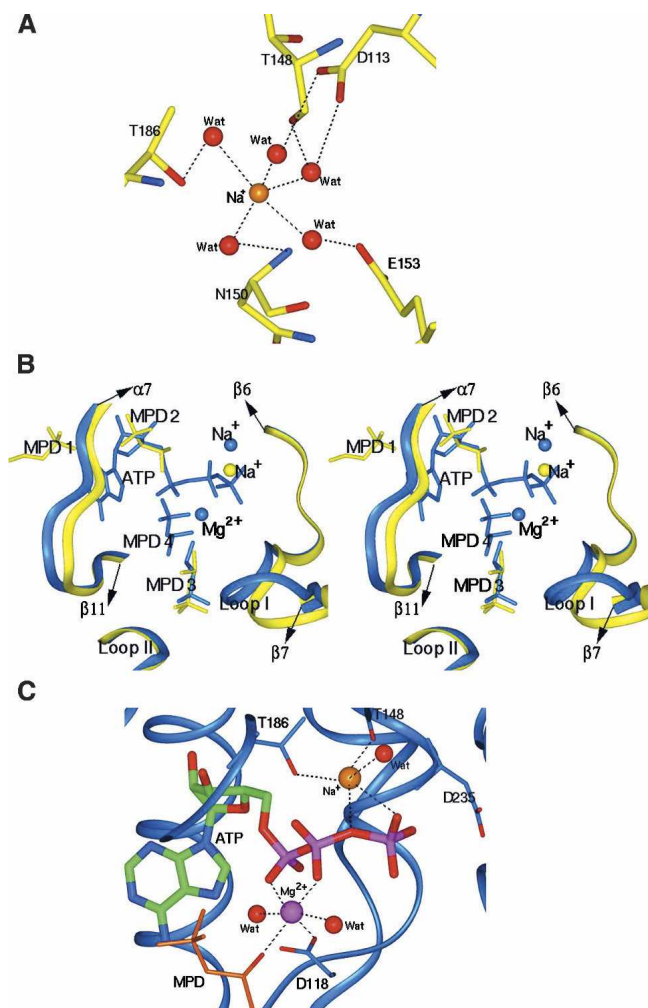 A
T148
D113
T186
Wat
Wat
Wat
Na+
Wat
Wat
E153
N150
B
α7
β6
MPD 2
Na+
MPD 1
Na+
ATP
Mg2+
MPD 4
MPD 3
Loop I
β11
Loop II
β7
α7
β6
MPD 2
Na+
MPD 1
Na+
ATP
Mg2+
MPD 4
MPD 3
Loop I
β11
Loop II
β7
C
T186
T148
Wat
Na+
D235
ATP
Mg2+
Wat
Wat
MPD
D118